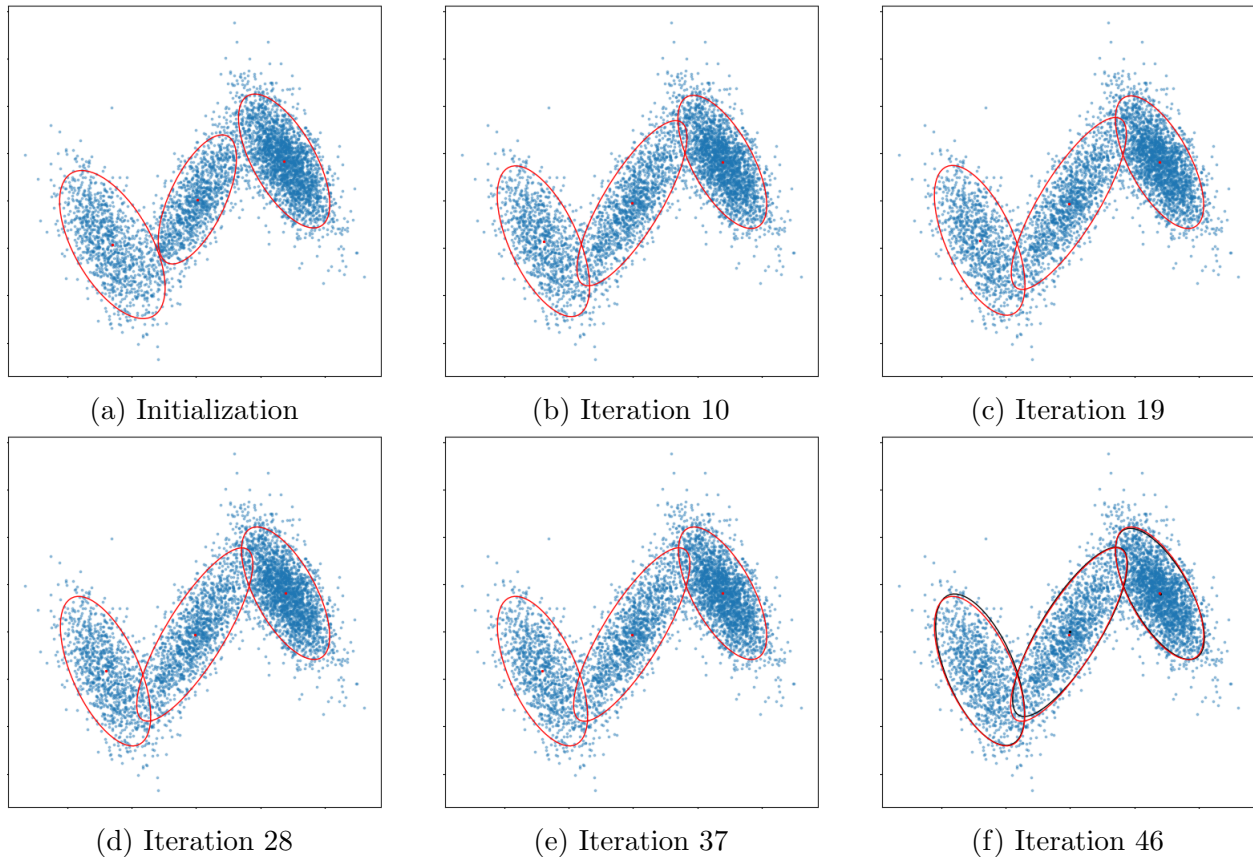 (a) Initialization
(b) Iteration 10
(c) Iteration 19
(d) Iteration 28
(e) Iteration 37
(f) Iteration 46